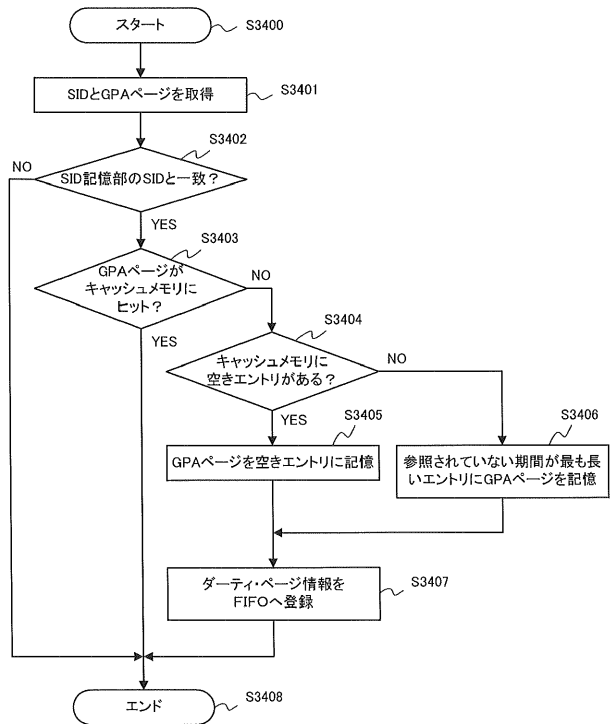 スタート
S3400
SIDとGPAページを取得
S3401
S3402
NO
SID記憶部のSIDと一致？
YES
S3403
GPAページが
キャッシュメモリに
ヒット？
NO
YES
S3404
キャッシュメモリに
空きエントリがある？
NO
YES
S3405
GPAページを空きエントリに記憶
S3406
参照されていない期間が最も長
いエントリにGPAページを記憶
ダーティ・ページ情報を
FIFOへ登録
S3407
エンド
S3408